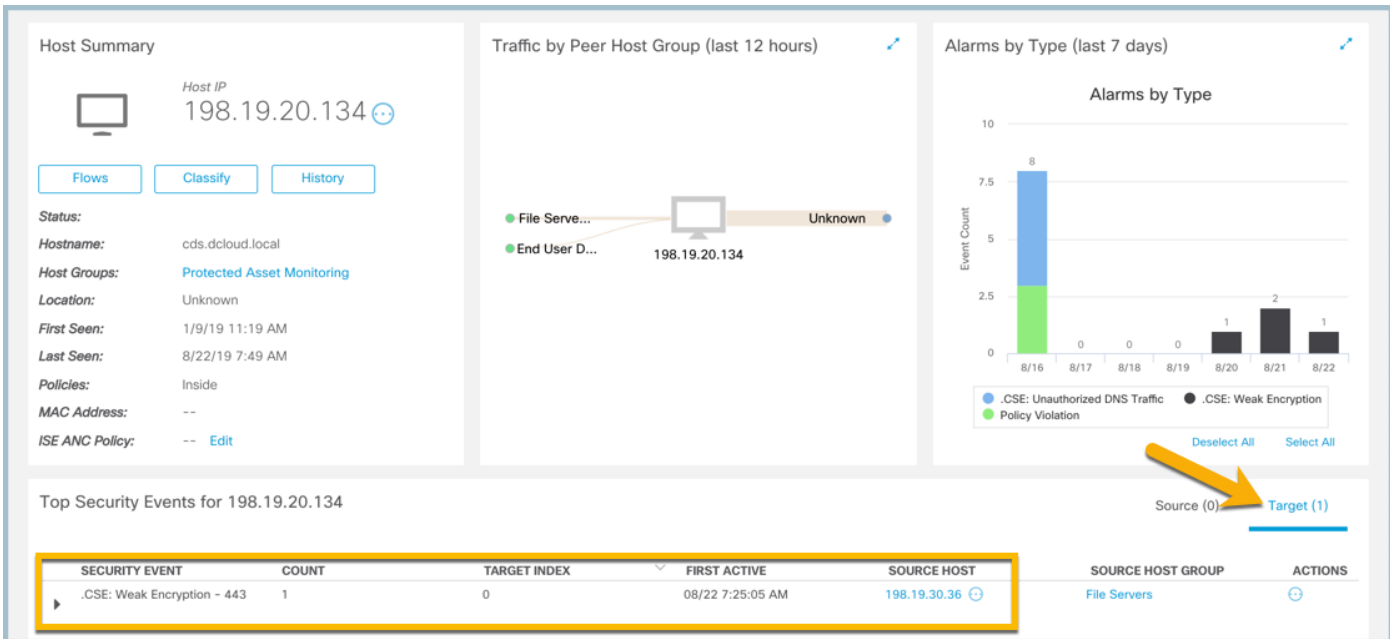 Host Summary
Host IP
198.19.20.134
Flows Classify History
Status:
Hostname: cds.dcloud.local
Host Groups: Protected Asset Monitoring
Location: Unknown
First Seen: 1/9/19 11:19 AM
Last Seen: 8/22/19 7:49 AM
Policies: Inside
MAC Address: --
ISE ANC Policy: -- Edit
Traffic by Peer Host Group (last 12 hours)
File Serve...
End User D...
198.19.20.134
Unknown
Alarms by Type (last 7 days)
Alarms by Type
Event Count
10
7.5
5
2.5
0
8 0 0 0 1 2 1
8/16 8/17 8/18 8/19 8/20 8/21 8/22
.CSE: Unauthorized DNS Traffic .CSE: Weak Encryption
Policy Violation
Deselect All Select All
Top Security Events for 198.19.20.134
Source (0) Target (1)
SECURITY EVENT COUNT TARGET INDEX FIRST ACTIVE SOURCE HOST SOURCE HOST GROUP ACTIONS
.CSE: Weak Encryption - 443 1 0 08/22 7:25:05 AM 198.19.30.36 File Servers